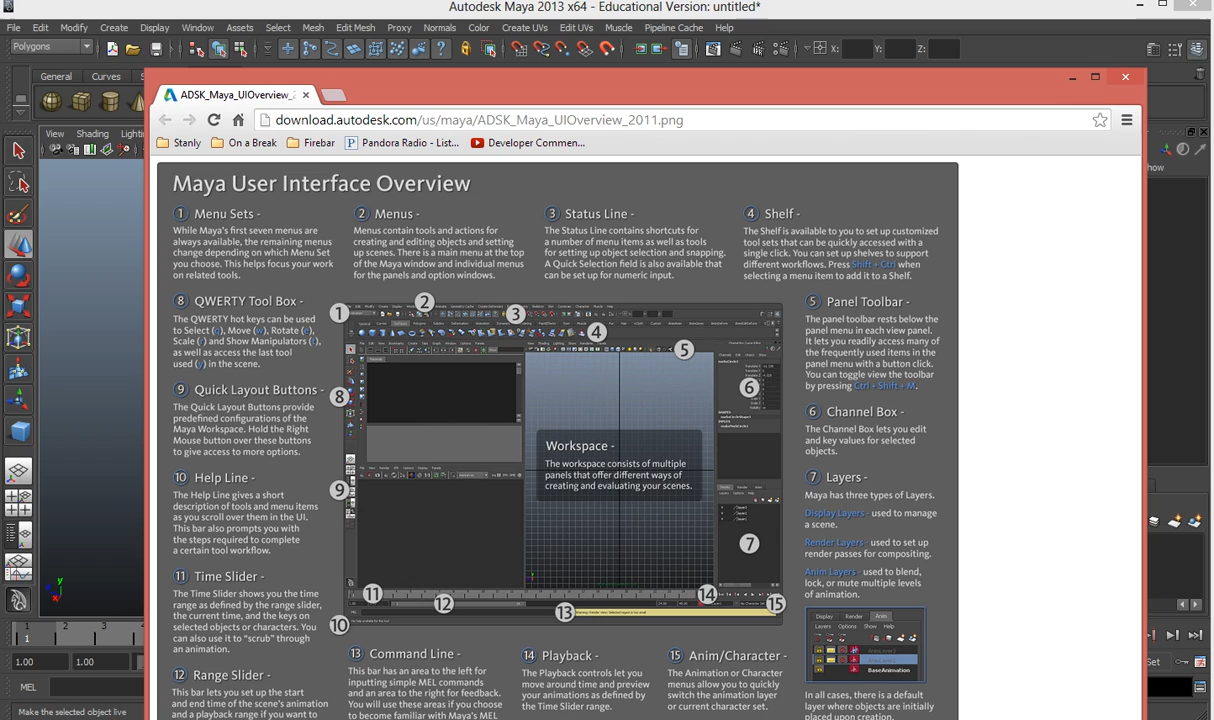 Autodesk Maya 2013 x64 - Educational Version: untitled*
File Edit Modify Create Display Window Assets Select Mesh Edit Mesh Proxy Normals Color Create UVs Edit UVs Muscle Pipeline Cache Help
Polygons
X: Y: Z:
General Curves
ADSK_Maya_UIOverview_2
download.autodesk.com/us/maya/ADSK_Maya_UIOverview_2011.png
View Shading Lighti
Stanly On a Break Firebar Pandora Radio - List... Developer Commen...
how
Maya User Interface Overview
1 Menu Sets -
While Maya's first seven menus are
always available, the remaining menus
change depending on which Menu Set
you choose. This helps focus your work
on related tools.
2 Menus -
Menus contain tools and actions for
creating and editing objects and setting
up scenes. There is a main menu at the top
of the Maya window and individual menus
for the panels and option windows.
3 Status Line -
The Status Line contains shortcuts for
a number of menu items as well as tools
for setting up object selection and snapping.
A Quick Selection field is also available that
can be set up for numeric input.
4 Shelf -
The Shelf is available to you to set up customized
tool sets that can be quickly accessed with a
single click. You can set up shelves to support
different workflows. Press Shift + Ctrl when
selecting a menu item to add it to a Shelf.
8 QWERTY Tool Box -
The qwerty hot keys can be used
to Select (q), Move (w), Rotate (e),
Scale (r) and Show Manipulators (t),
as well as access the last tool
used (y) in the scene.
9 Quick Layout Buttons -
The Quick Layout Buttons provide
predefined configurations of the
Maya Workspace. Hold the Right
Mouse button over these buttons
to give access to more options.
10 Help Line -
The Help Line gives a short
description of tools and menu items
as you scroll over them in the UI.
This bar also prompts you with
the steps required to complete
a certain tool workflow.
11 Time Slider -
The Time Slider shows you the time
range as defined by the range slider,
the current time, and the keys on
selected objects or characters. You
can also use it to "scrub" through
an animation.
12 Range Slider -
This bar lets you set up the start
and end time of the scene's animation
and a playback range if you want to
1 2 3 4 5 6 7 8 9 10 11 12 13 14 15
Workspace -
The workspace consists of multiple
panels that offer different ways of
creating and evaluating your scenes.
5 Panel Toolbar -
The panel toolbar rests below the
panel menu in each view panel.
It lets you readily access many of
the frequently used items in the
panel menu with a button click.
You can toggle view the toolbar
by pressing Ctrl + Shift + M.
6 Channel Box -
The Channel Box lets you edit
and key values for selected
objects.
7 Layers -
Maya has three types of Layers.
Display Layers - used to manage
a scene.
Render Layers - used to set up
render passes for compositing.
Anim Layers - used to blend,
lock, or mute multiple levels
of animation.
Display Render Anim
Layers Options Show Help
BaseAnimation
In all cases, there is a default
layer where objects are initially
placed upon creation.
13 Command Line -
This bar has an area to the left for
inputting simple MEL commands
and an area to the right for feedback.
You will use these areas if you choose
to become familiar with Maya's MEL
14 Playback -
The Playback controls let you
move around time and preview
your animations as defined by
the Time Slider range.
15 Anim/Character -
The Animation or Character
menus allow you to quickly
switch the animation layer
or current character set.
y
x
1 2 3
1
1.00 1.00
Set
MEL
Make the selected object live